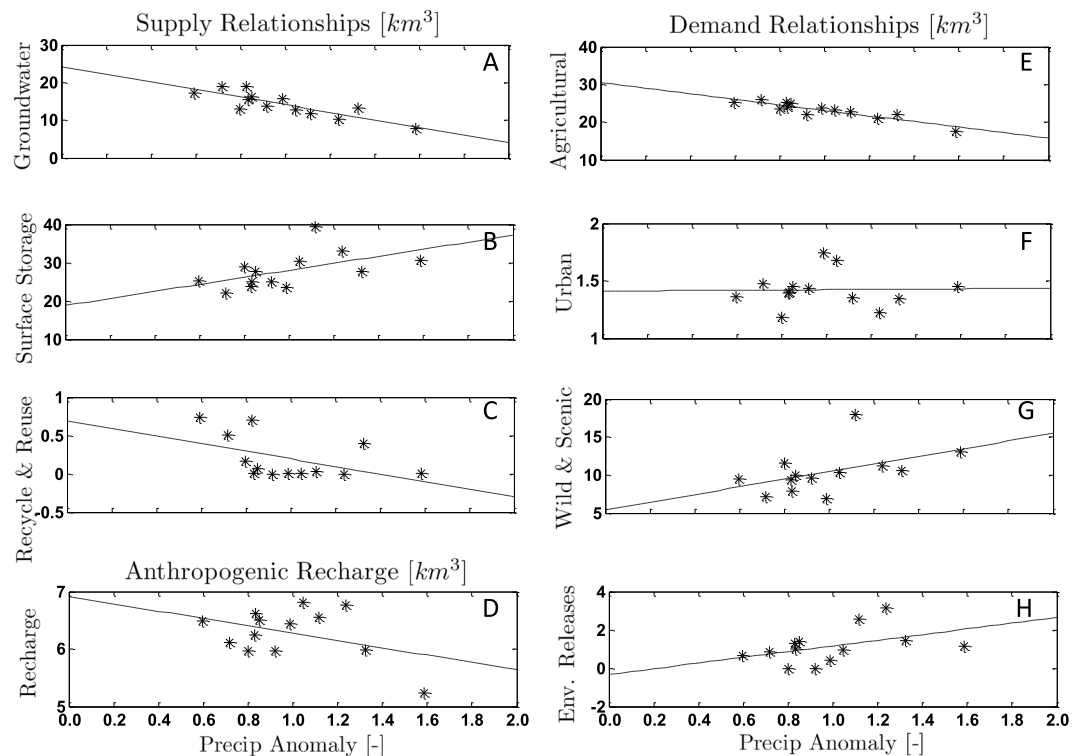 Supply Relationships [km³]
Groundwater
30
20
10
0
A
Surface Storage
40
30
20
10
B
Recycle & Reuse
1
0.5
0
-0.5
C
Anthropogenic Recharge [km³]
Recharge
7
6
5
D
0.0 0.2 0.4 0.6 0.8 1.0 1.2 1.4 1.6 1.8 2.0
Precip Anomaly [-]
Demand Relationships [km³]
Agricultural
40
30
20
10
E
Urban
2
1.5
1
F
Wild & Scenic
20
15
10
5
G
Env. Releases
4
2
0
-2
H
0.0 0.2 0.4 0.6 0.8 1.0 1.2 1.4 1.6 1.8 2.0
Precip Anomaly [-]